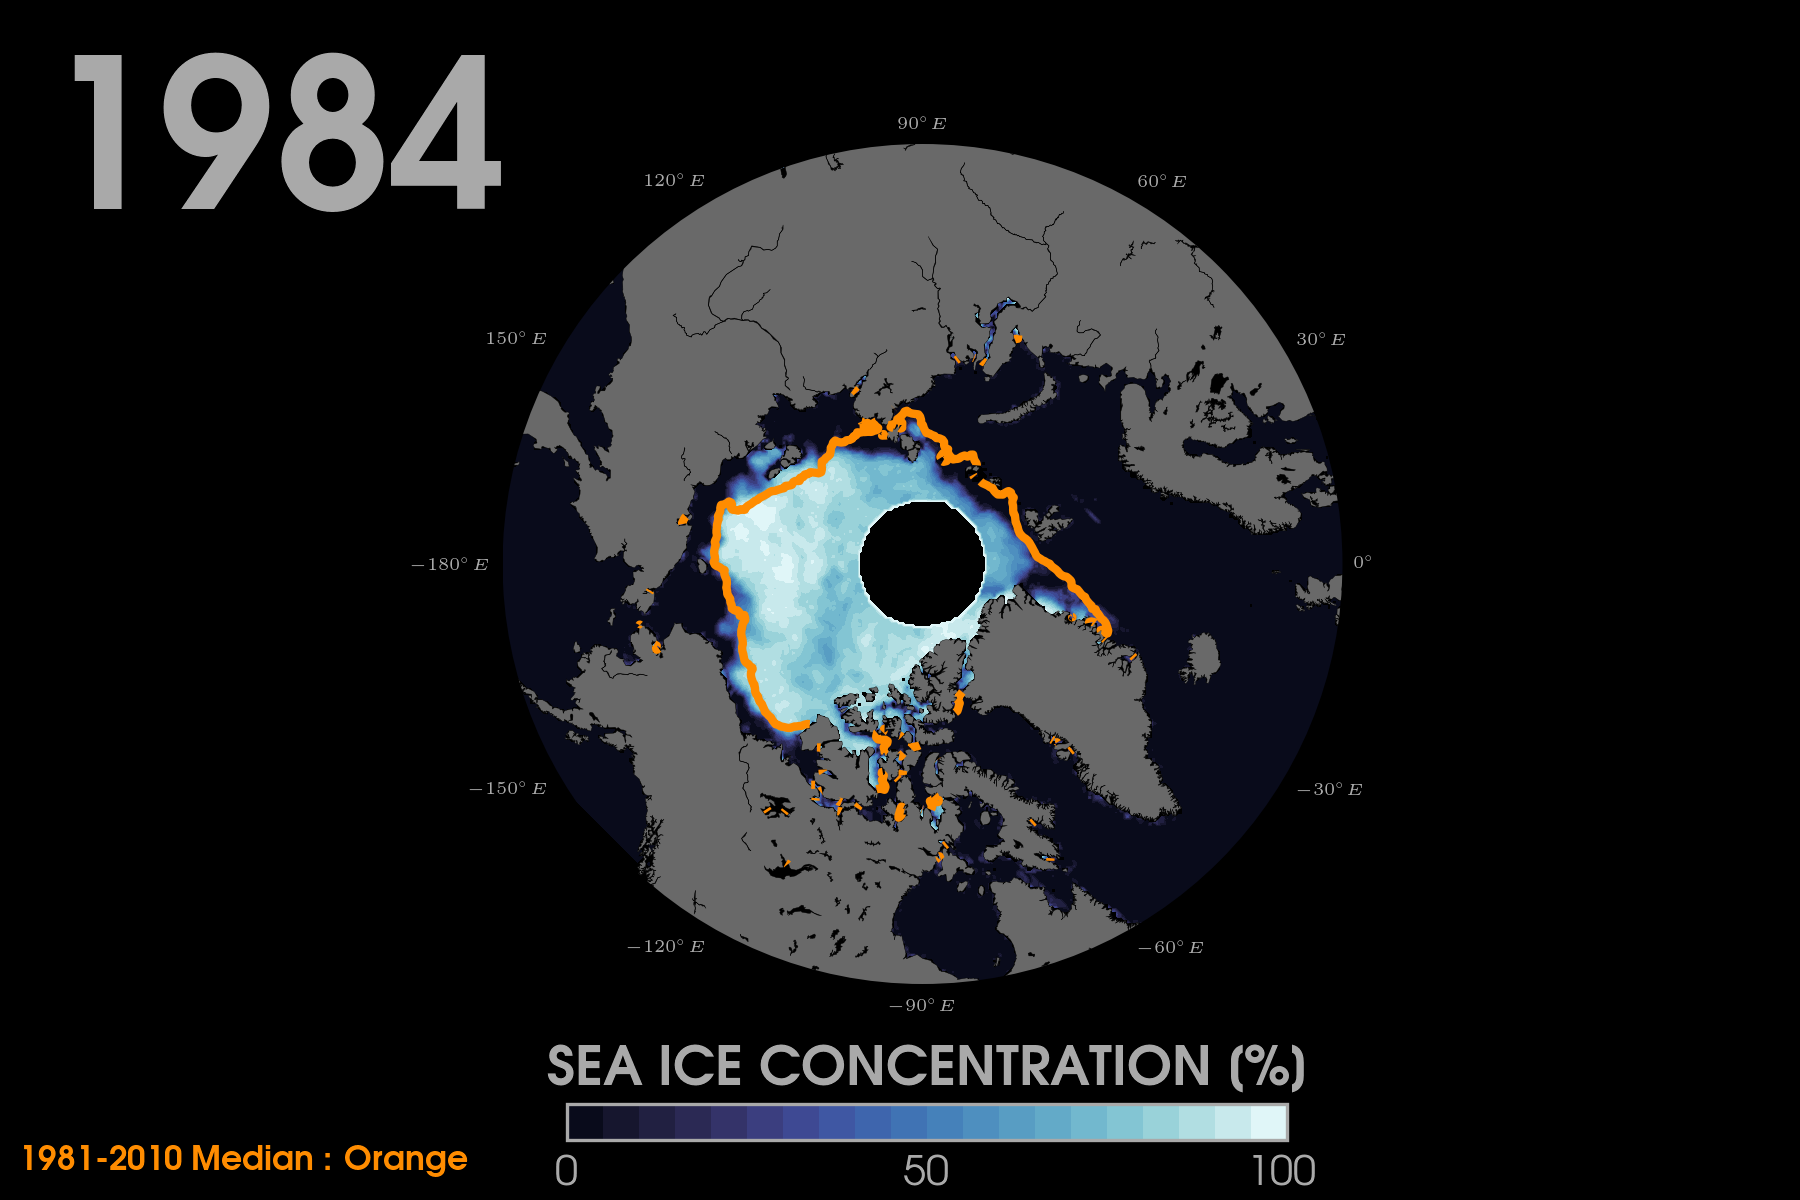 1984
90° E
120° E
60° E
150° E
30° E
−180° E
0°
−150° E
−30° E
−120° E
−60° E
−90° E
SEA ICE CONCENTRATION (%)
0 50 100
1981-2010 Median : Orange